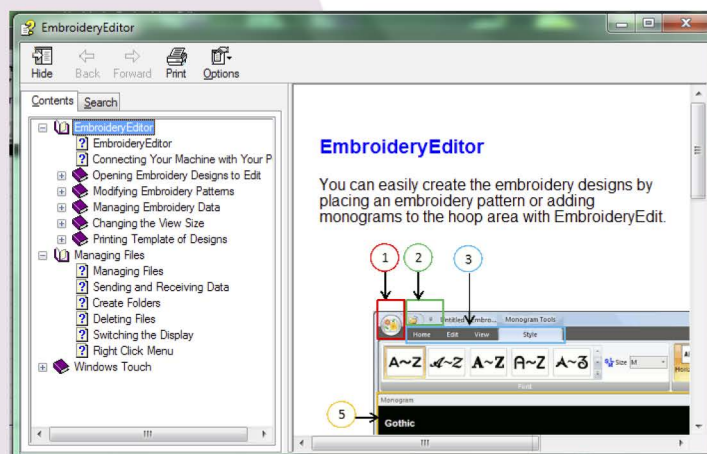 EmbroideryEditor
Hide Back Forward Print Options
Contents Search
EmbroideryEditor
EmbroideryEditor
Connecting Your Machine with Your P
Opening Embroidery Designs to Edit
Modifying Embroidery Patterns
Managing Embroidery Data
Changing the View Size
Printing Template of Designs
Managing Files
Managing Files
Sending and Receiving Data
Create Folders
Deleting Files
Switching the Display
Right Click Menu
Windows Touch
EmbroideryEditor
You can easily create the embroidery designs by
placing an embroidery pattern or adding
monograms to the hoop area with EmbroideryEdit.
1 2 3
Untitled Embro... Monogram Tools
Home Edit View Style
A~Z A~Z A~Z A~Z A~Z Size M
Font
Monogram
5
Gothic